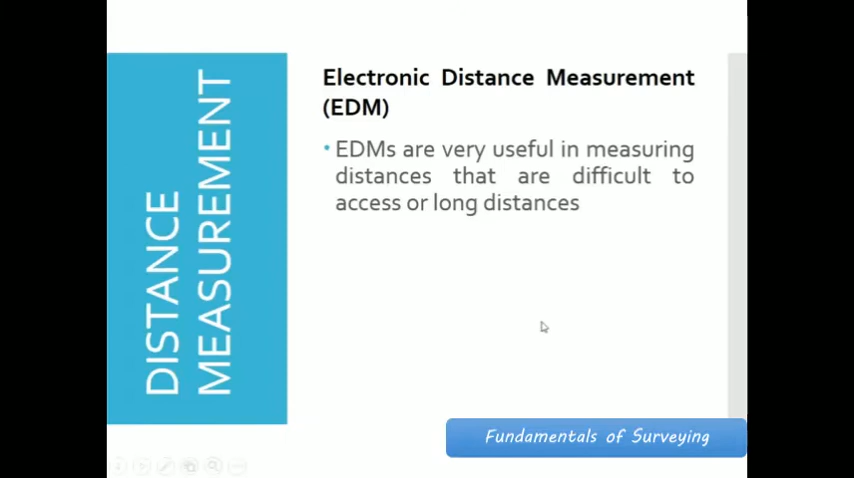 DISTANCE
MEASUREMENT
Electronic Distance Measurement
(EDM)
• EDMs are very useful in measuring
distances that are difficult to
access or long distances
Fundamentals of Surveying